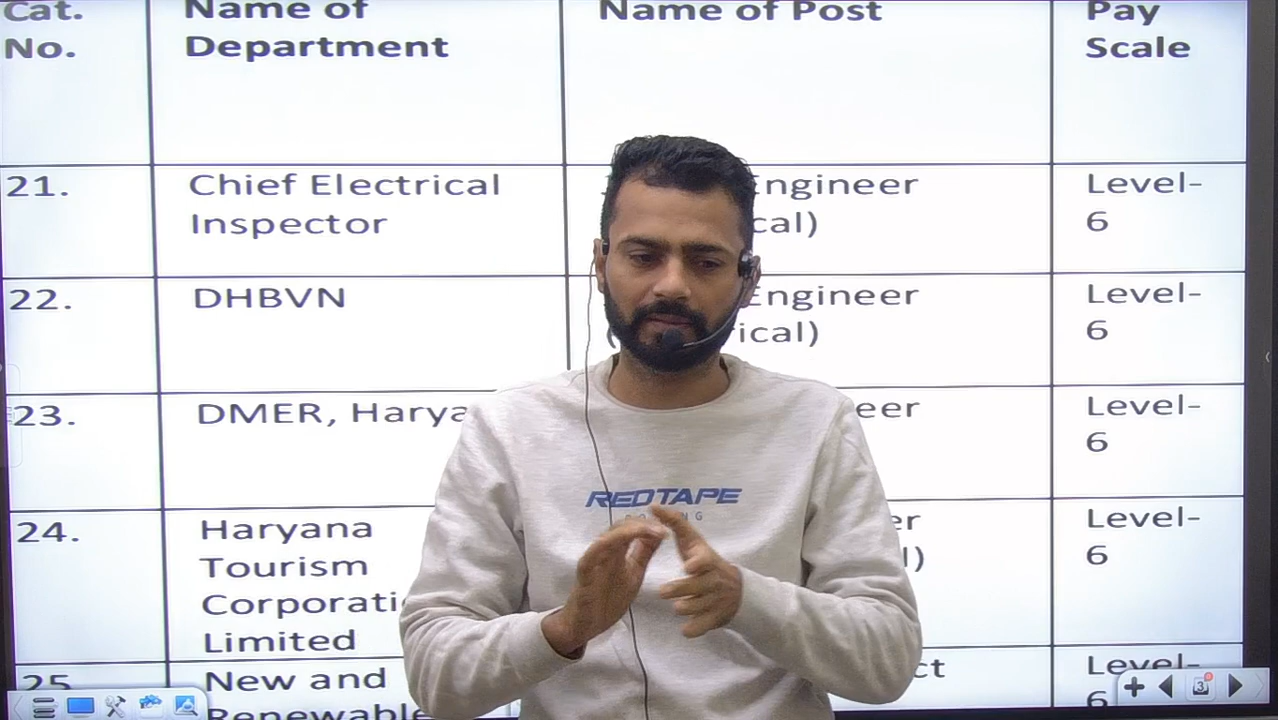 Cat.
No.
Name of
Department
Name of Post
Pay
Scale
21.
Chief Electrical
Inspector
Engineer
cal)
Level-
6
22.
DHBVN
Engineer
ical)
Level-
6
23.
DMER, Harya
eer
Level-
6
24.
Haryana
Tourism
Corporati
Limited
er
l)
Level-
6
25
New and
Renewable
ct
Level-
6
REDTAPE
3